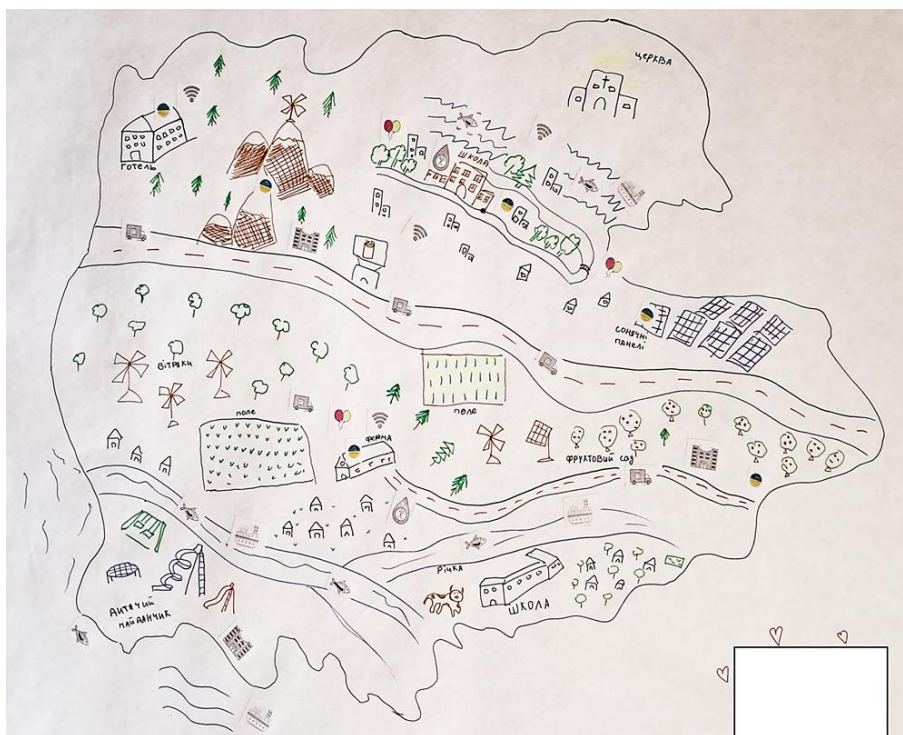 церква
готель
школа
сонячні
панелі
вітряки
поле
поле
ферма
фруктовий сад
річка
школа
дитячий
майданчик